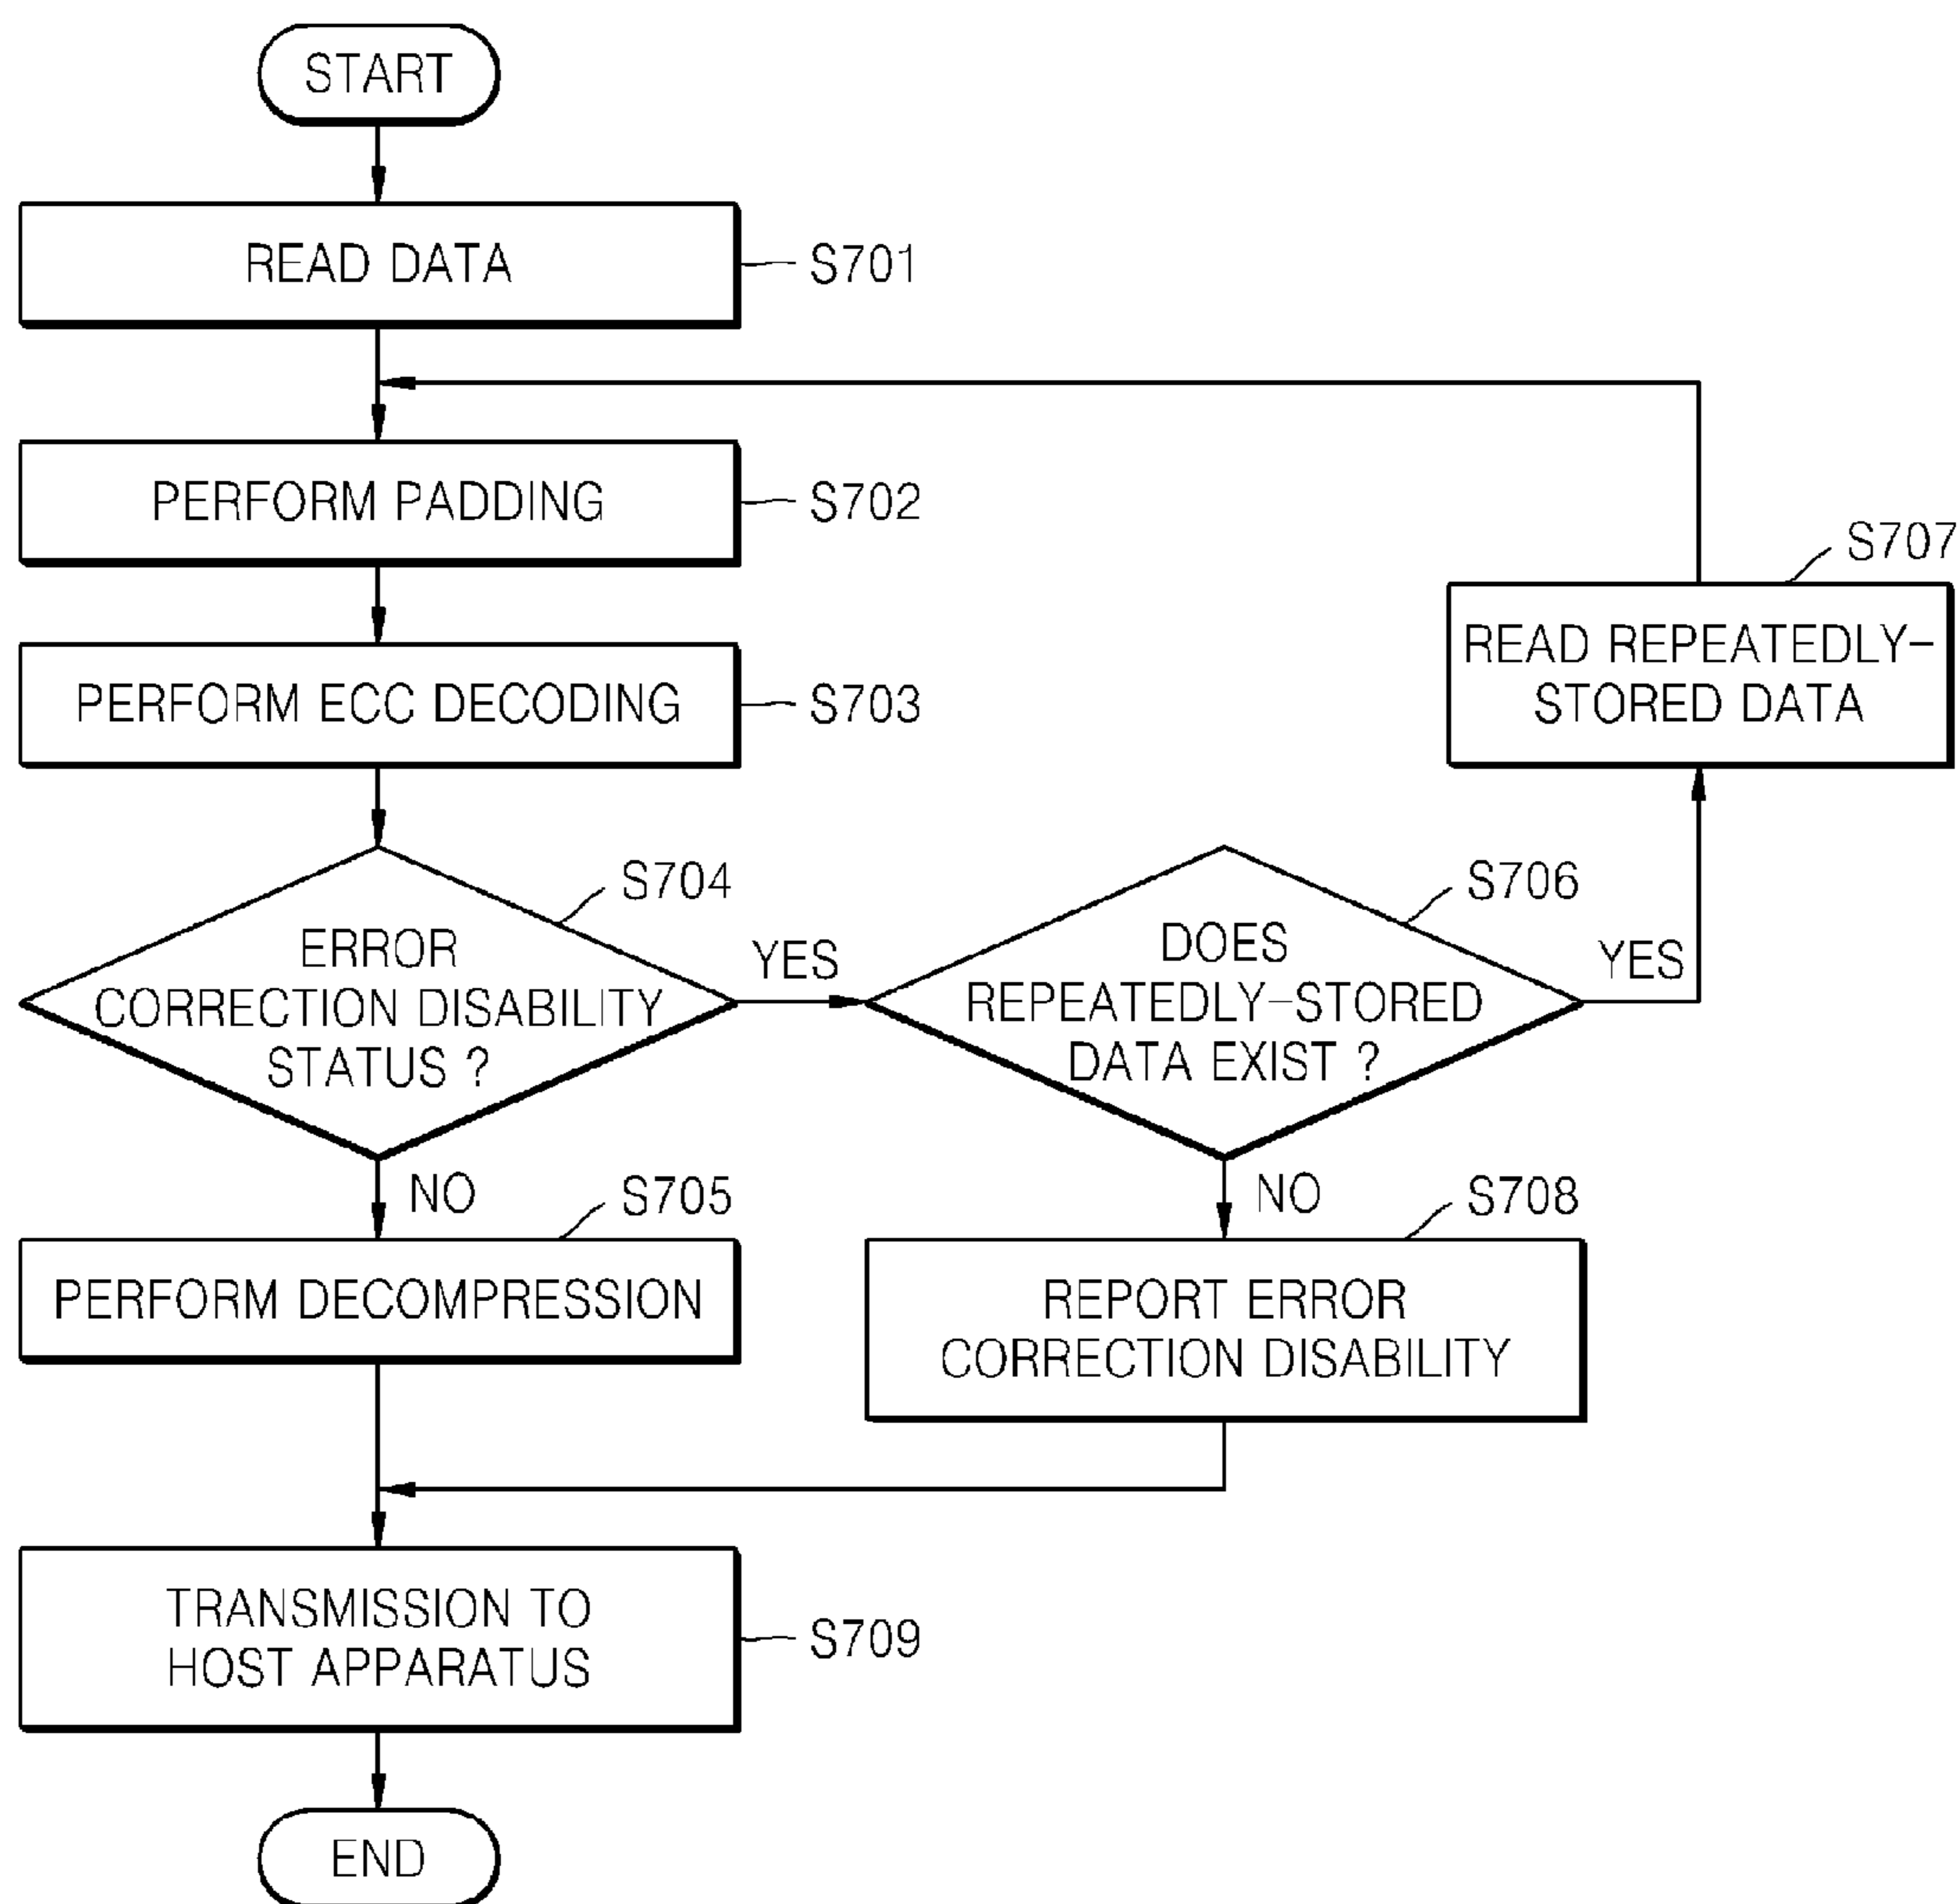 START
READ DATA
S701
PERFORM PADDING
S702
S707
READ REPEATEDLY-
STORED DATA
PERFORM ECC DECODING
S703
S704
ERROR
CORRECTION DISABILITY
STATUS ?
YES
S706
DOES
REPEATEDLY-STORED
DATA EXIST ?
YES
NO
S705
PERFORM DECOMPRESSION
NO
S708
REPORT ERROR
CORRECTION DISABILITY
TRANSMISSION TO
HOST APPARATUS
S709
END